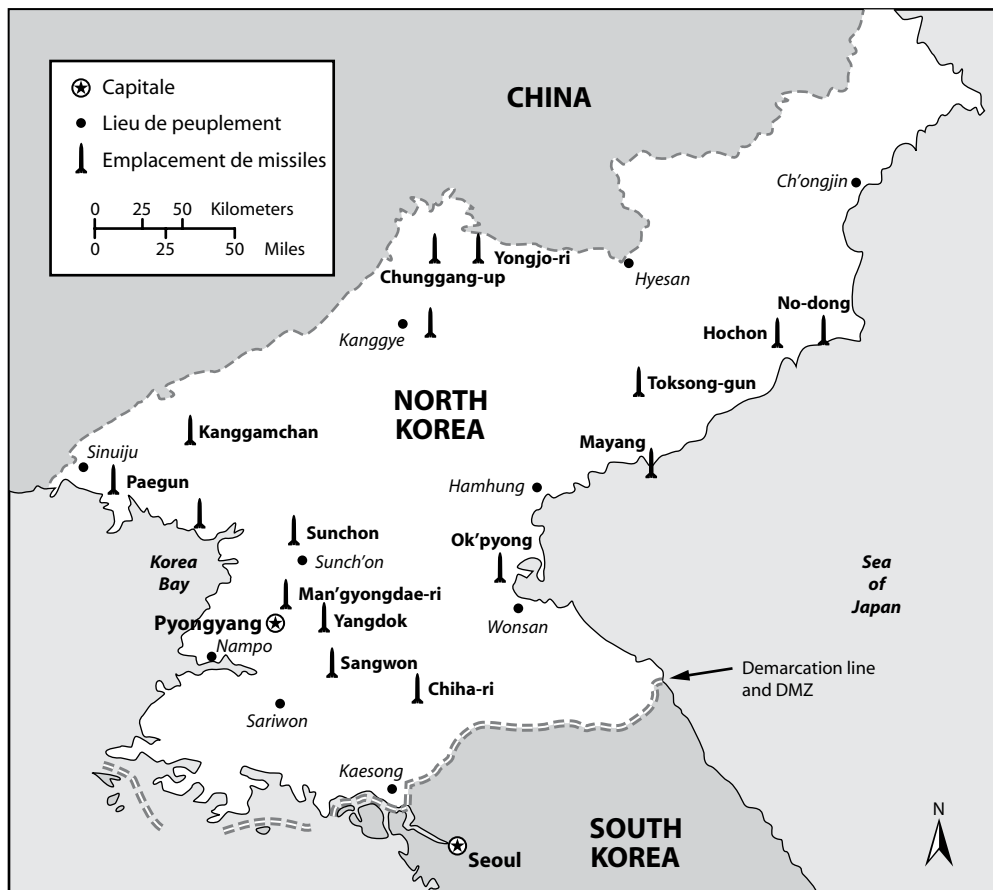 Capitale
Lieu de peuplement
Emplacement de missiles
0 25 50 Kilometers
0 25 50 Miles
CHINA
Ch'ongjin
Yongjo-ri
Chunggang-up
Hyesan
No-dong
Hochon
Kanggye
Toksong-gun
NORTH
KOREA
Kanggamchan
Mayang
Sinuiju
Paegun
Hamhung
Sunchon
Ok'pyong
Korea
Bay
Sunch'on
Sea
of
Japan
Man'gyongdae-ri
Pyongyang
Yangdok
Wonsan
Nampo
Sangwon
Demarcation line
and DMZ
Chiha-ri
Sariwon
Kaesong
N
SOUTH
KOREA
Seoul